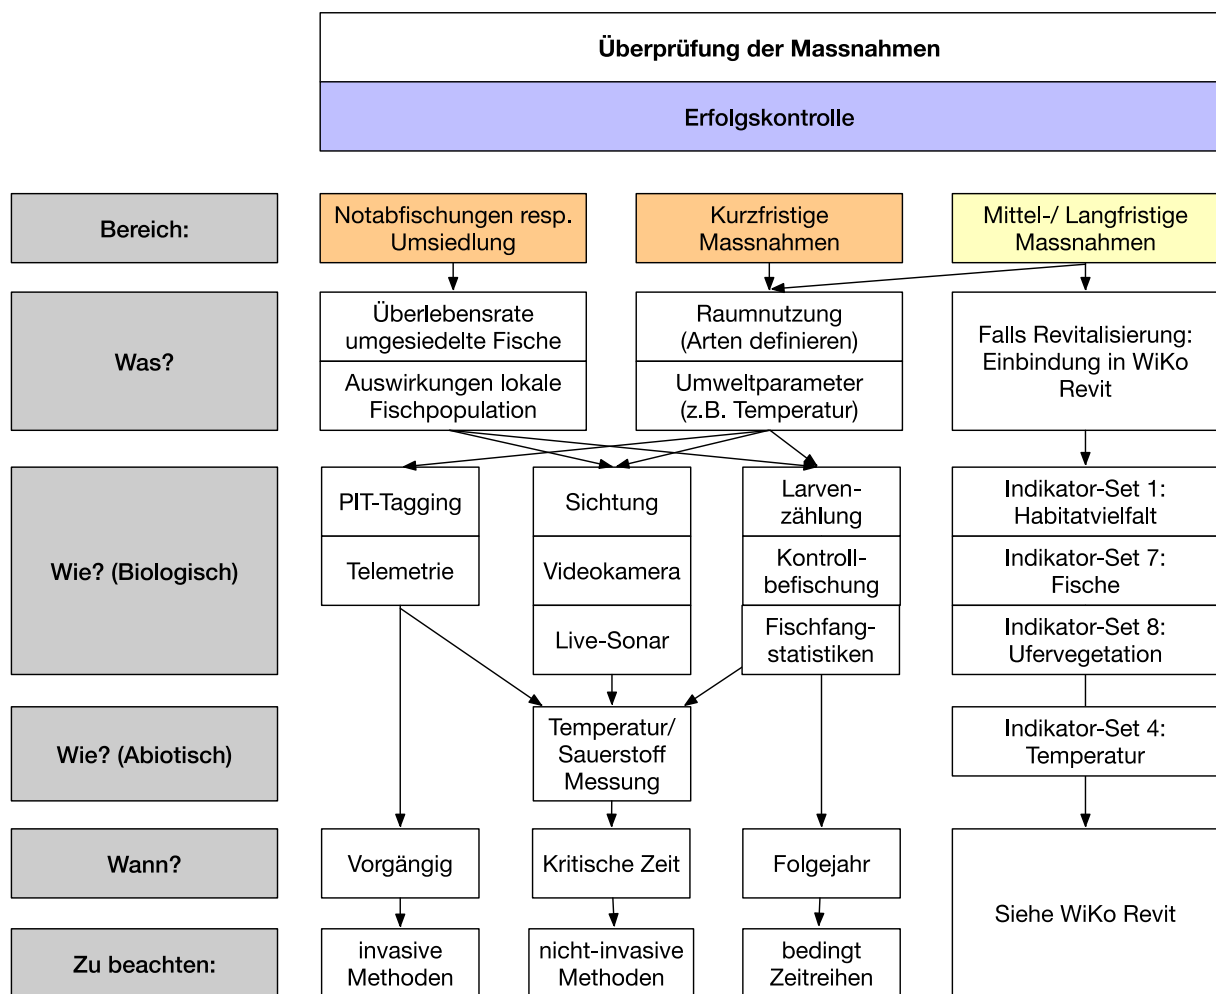 Überprüfung der Massnahmen
Erfolgskontrolle
Bereich:
Notabfischungen resp.
Umsiedlung
Kurzfristige
Massnahmen
Mittel-/ Langfristige
Massnahmen
Was?
Überlebensrate
umgesiedelte Fische
Auswirkungen lokale
Fischpopulation
Raumnutzung
(Arten definieren)
Umweltparameter
(z.B. Temperatur)
Falls Revitalisierung:
Einbindung in WiKo
Revit
Wie? (Biologisch)
PIT-Tagging
Telemetrie
Sichtung
Videokamera
Live-Sonar
Larven-
zählung
Kontroll-
befischung
Fischfang-
statistiken
Indikator-Set 1:
Habitatvielfalt
Indikator-Set 7:
Fische
Indikator-Set 8:
Ufervegetation
Wie? (Abiotisch)
Temperatur/
Sauerstoff
Messung
Indikator-Set 4:
Temperatur
Wann?
Vorgängig
Kritische Zeit
Folgejahr
Siehe WiKo Revit
Zu beachten:
invasive
Methoden
nicht-invasive
Methoden
bedingt
Zeitreihen